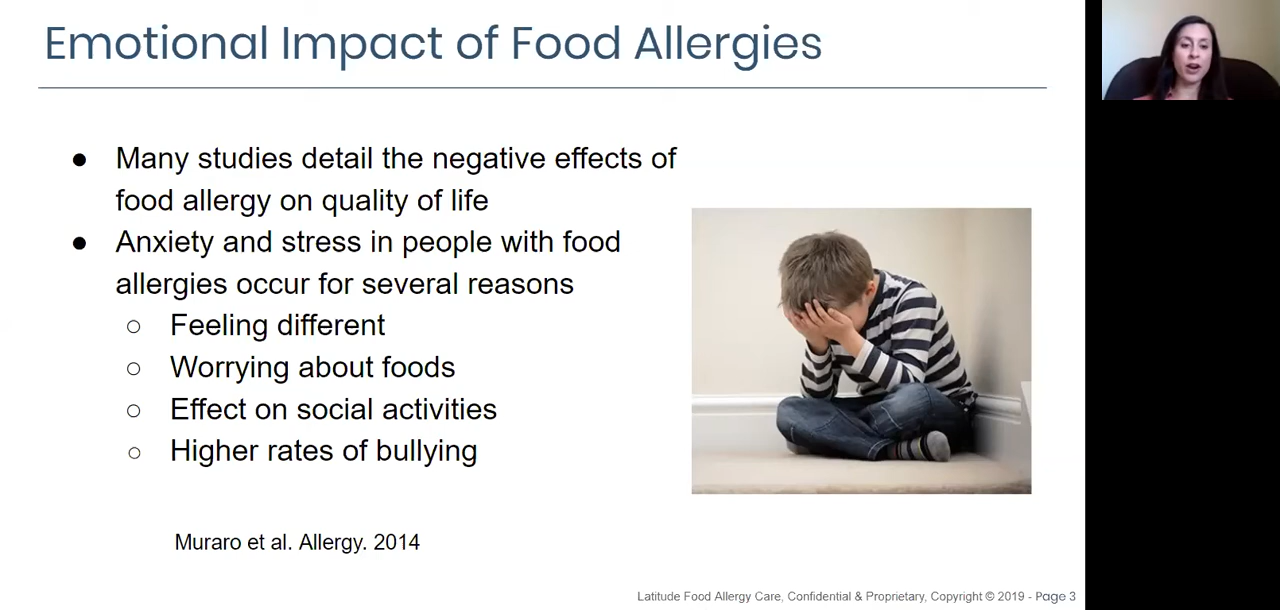 Emotional Impact of Food Allergies
● Many studies detail the negative effects of
food allergy on quality of life
● Anxiety and stress in people with food
allergies occur for several reasons
○ Feeling different
○ Worrying about foods
○ Effect on social activities
○ Higher rates of bullying
Muraro et al. Allergy. 2014
Latitude Food Allergy Care, Confidential & Proprietary, Copyright © 2019 - Page 3